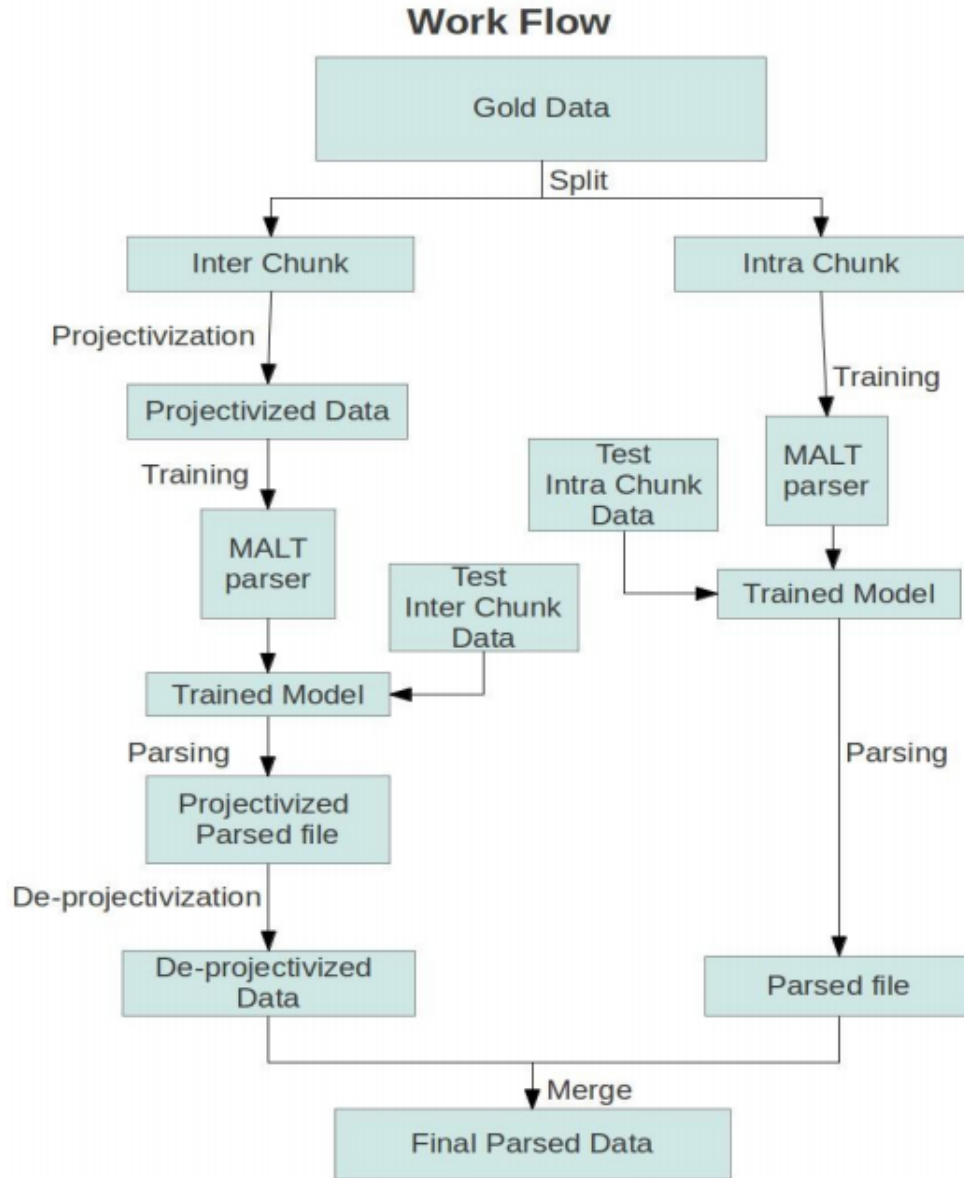 Work Flow
Gold Data
Split
Inter Chunk
Intra Chunk
Projectivization
Training
Projectivized Data
Training
MALT
parser
Test
Intra Chunk
Data
MALT
parser
Test
Inter Chunk
Data
Trained Model
Trained Model
Parsing
Parsing
Projectivized
Parsed file
De-projectivization
De-projectivized
Data
Parsed file
Merge
Final Parsed Data